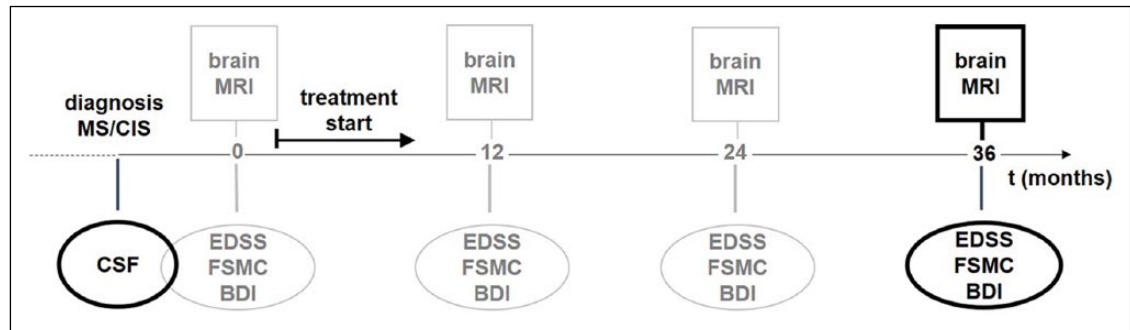 brain
MRI
brain
MRI
brain
MRI
brain
MRI
diagnosis
MS/CIS
treatment
start
0
12
24
36
t (months)
CSF
EDSS
FSMC
BDI
EDSS
FSMC
BDI
EDSS
FSMC
BDI
EDSS
FSMC
BDI